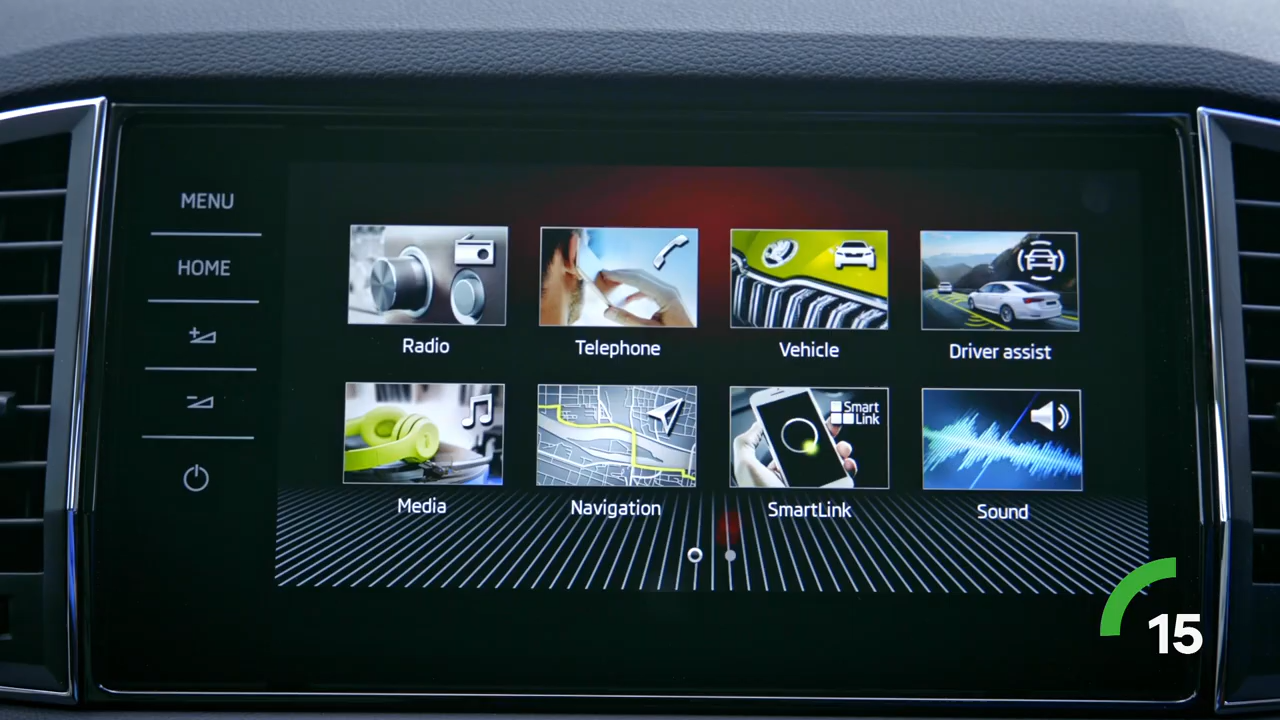 MENU
HOME
Radio
Telephone
Vehicle
Driver assist
Smart
Link
Media
Navigation
SmartLink
Sound
15